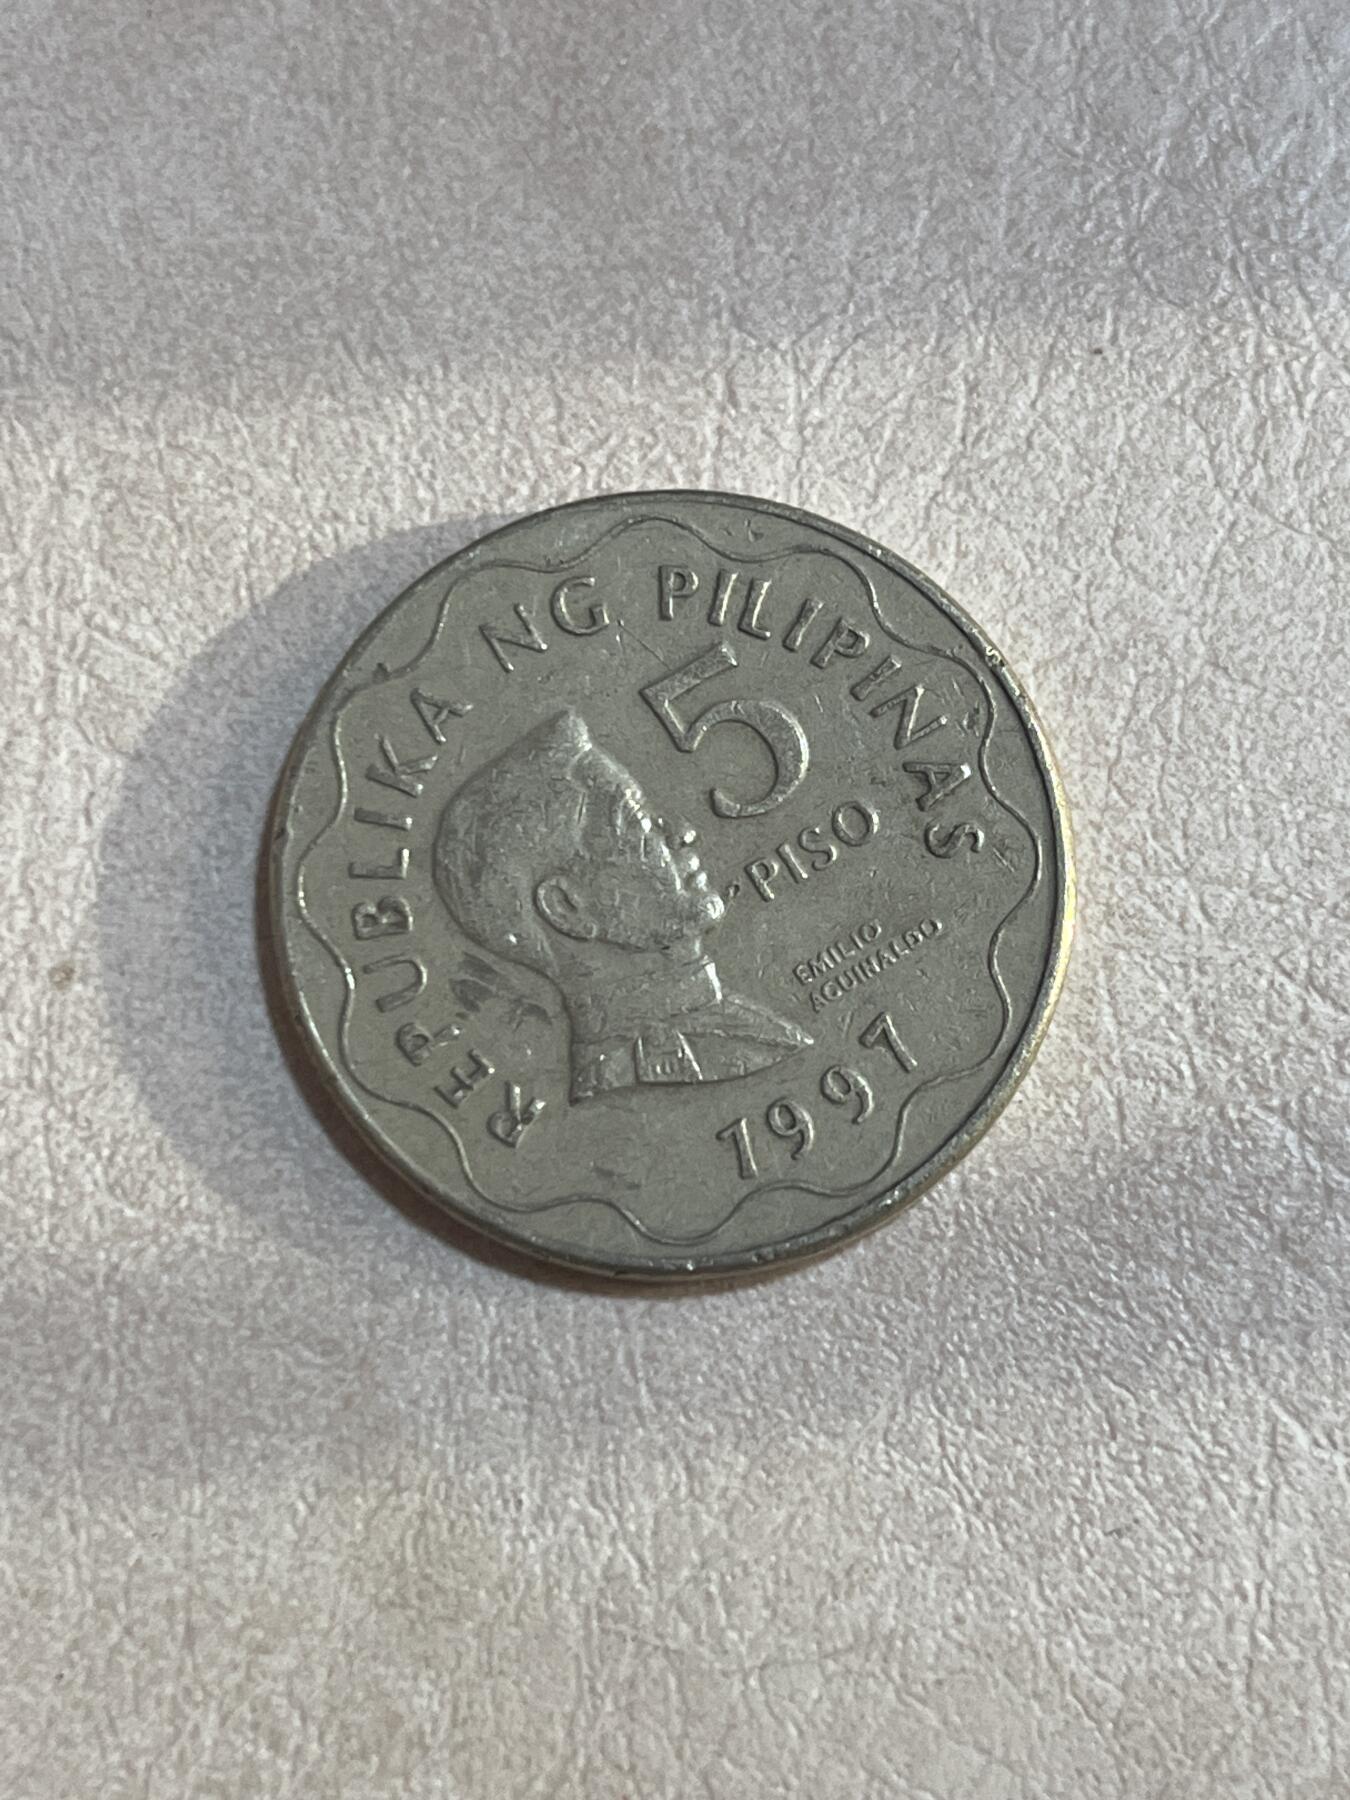 REPUBLIKA NG PILIPINAS
5
PISO
EMILIO
AGUINALDO
1997